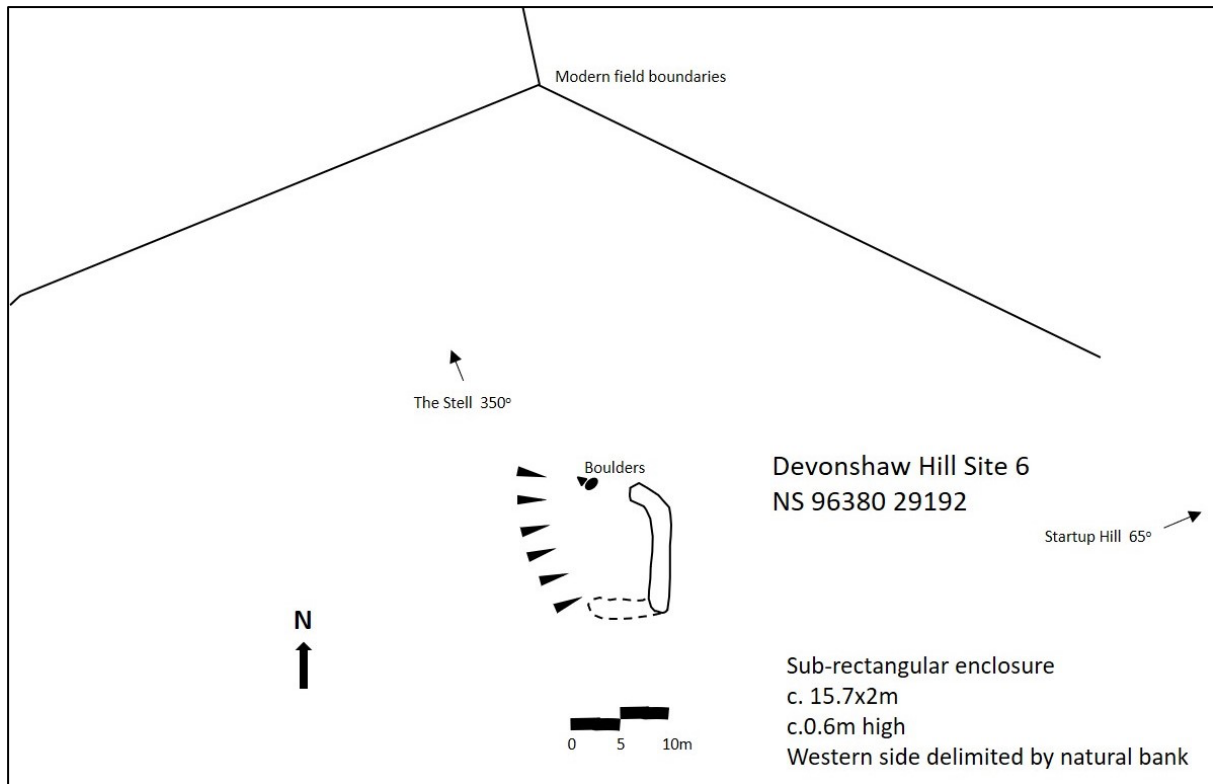 Modern field boundaries
The Stell 350°
Boulders
Devonshaw Hill Site 6
NS 96380 29192
Startup Hill 65°
N
Sub-rectangular enclosure
c. 15.7x2m
c.0.6m high
Western side delimited by natural bank
0 5 10m